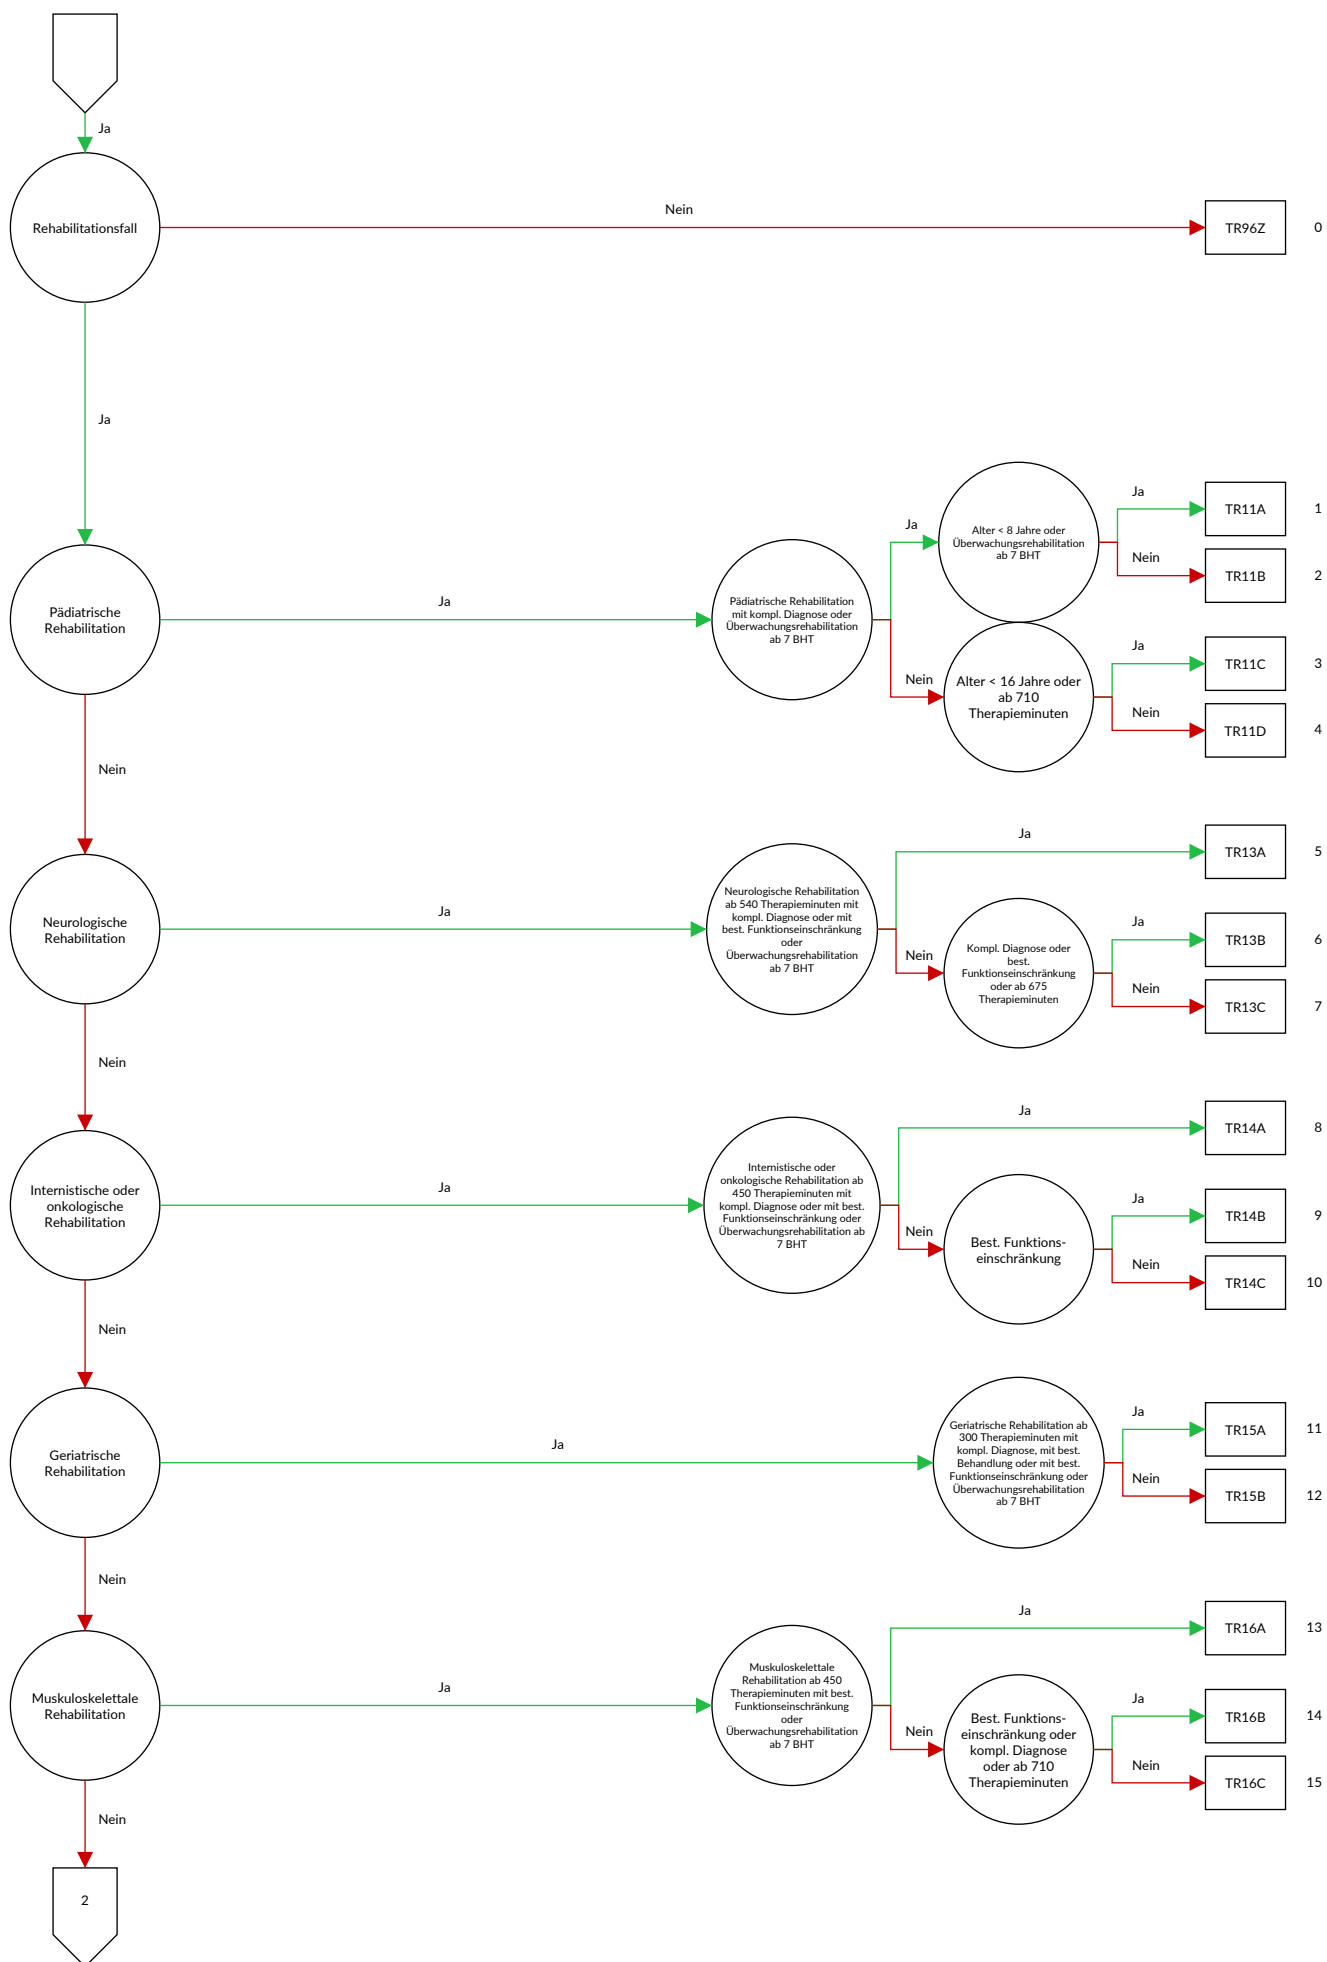 Ja
Rehabilitationsfall
Nein
TR96Z
0
Ja
Pädiatrische
Rehabilitation
Ja
Pädiatrische Rehabilitation
mit kompl. Diagnose oder
Überwachungsrehabilitation
ab 7 BHT
Ja
Alter < 8 Jahre oder
Überwachungsrehabilitation
ab 7 BHT
Ja
TR11A
1
Nein
TR11B
2
Nein
Alter < 16 Jahre oder
ab 710
Therapieminuten
Ja
TR11C
3
Nein
TR11D
4
Nein
Neurologische
Rehabilitation
Ja
Neurologische Rehabilitation
ab 540 Therapieminuten mit
kompl. Diagnose oder mit
best. Funktionseinschränkung
oder
Überwachungsrehabilitation
ab 7 BHT
Ja
TR13A
5
Nein
Kompl. Diagnose oder
best.
Funktionseinschränkung
oder ab 675
Therapieminuten
Ja
TR13B
6
Nein
TR13C
7
Nein
Internistische oder
onkologische
Rehabilitation
Ja
Internistische oder
onkologische Rehabilitation ab
450 Therapieminuten mit
kompl. Diagnose oder mit best.
Funktionseinschränkung oder
Überwachungsrehabilitation ab
7 BHT
Ja
TR14A
8
Nein
Best. Funktions-
einschränkung
Ja
TR14B
9
Nein
TR14C
10
Nein
Geriatrische
Rehabilitation
Ja
Geriatrische Rehabilitation ab
300 Therapieminuten mit
kompl. Diagnose, mit best.
Behandlung oder mit best.
Funktionseinschränkung oder
Überwachungsrehabilitation
ab 7 BHT
Ja
TR15A
11
Nein
TR15B
12
Nein
Muskuloskelettale
Rehabilitation
Ja
Muskuloskelettale
Rehabilitation ab 450
Therapieminuten mit best.
Funktionseinschränkung
oder
Überwachungsrehabilitation
ab 7 BHT
Ja
TR16A
13
Nein
Best. Funktions-
einschränkung oder
kompl. Diagnose
oder ab 710
Therapieminuten
Ja
TR16B
14
Nein
TR16C
15
Nein
2